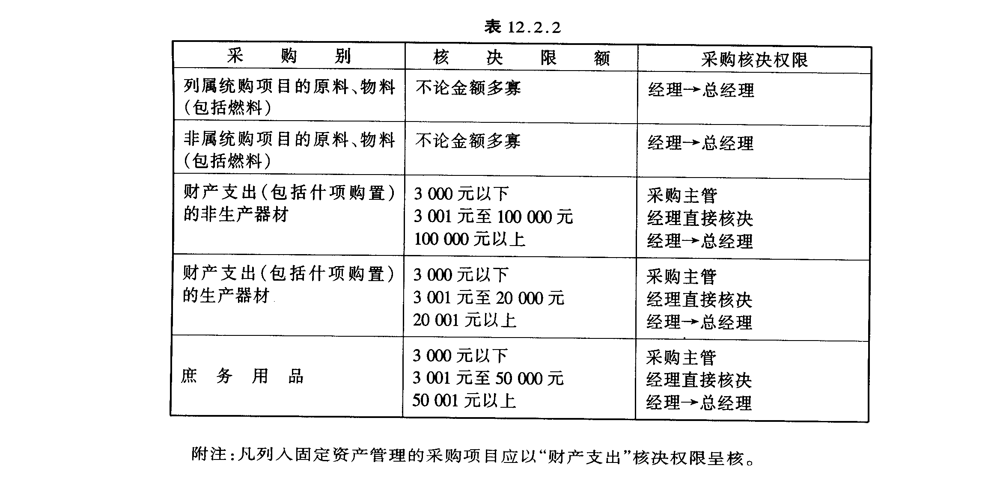 表 12.2.2
采购别 核决限额 采购核决权限
列属统购项目的原料、物料 不论金额多寡 经理→总经理
(包括燃料)
非属统购项目的原料、物料 不论金额多寡 经理→总经理
(包括燃料)
财产支出(包括什项购置) 3 000 元以下 采购主管
的非生产器材 3 001 元至 100 000 元 经理直接核决
100 000 元以上 经理→总经理
财产支出(包括什项购置) 3 000 元以下 采购主管
的生产器材 3 001 元至 20 000 元 经理直接核决
20 001 元以上 经理→总经理
3 000 元以下 采购主管
庶务用品 3 001 元至 50 000 元 经理直接核决
50 001 元以上 经理→总经理
附注:凡列入固定资产管理的采购项目应以“财产支出”核决权限呈核。